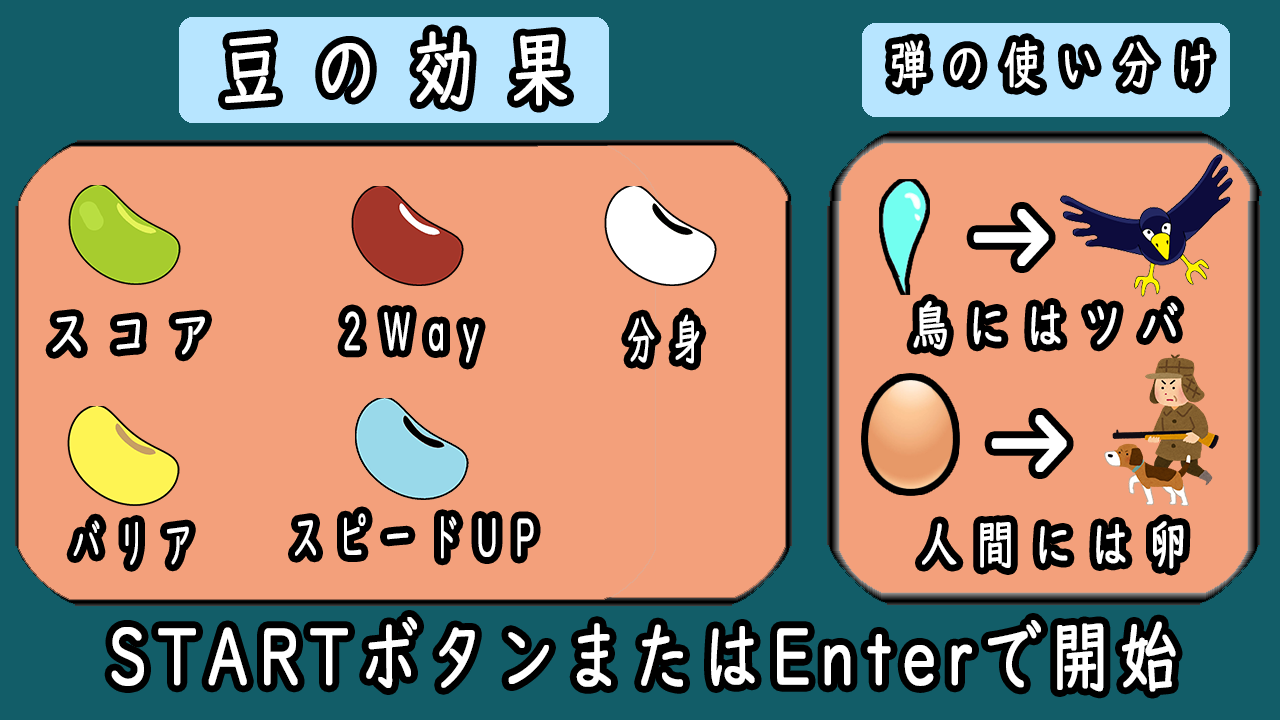 豆の効果
スコア
2Way
分身
バリア
スピードUP
弾の使い分け
鳥にはツバ
人間には卵
STARTボタンまたはEnterで開始